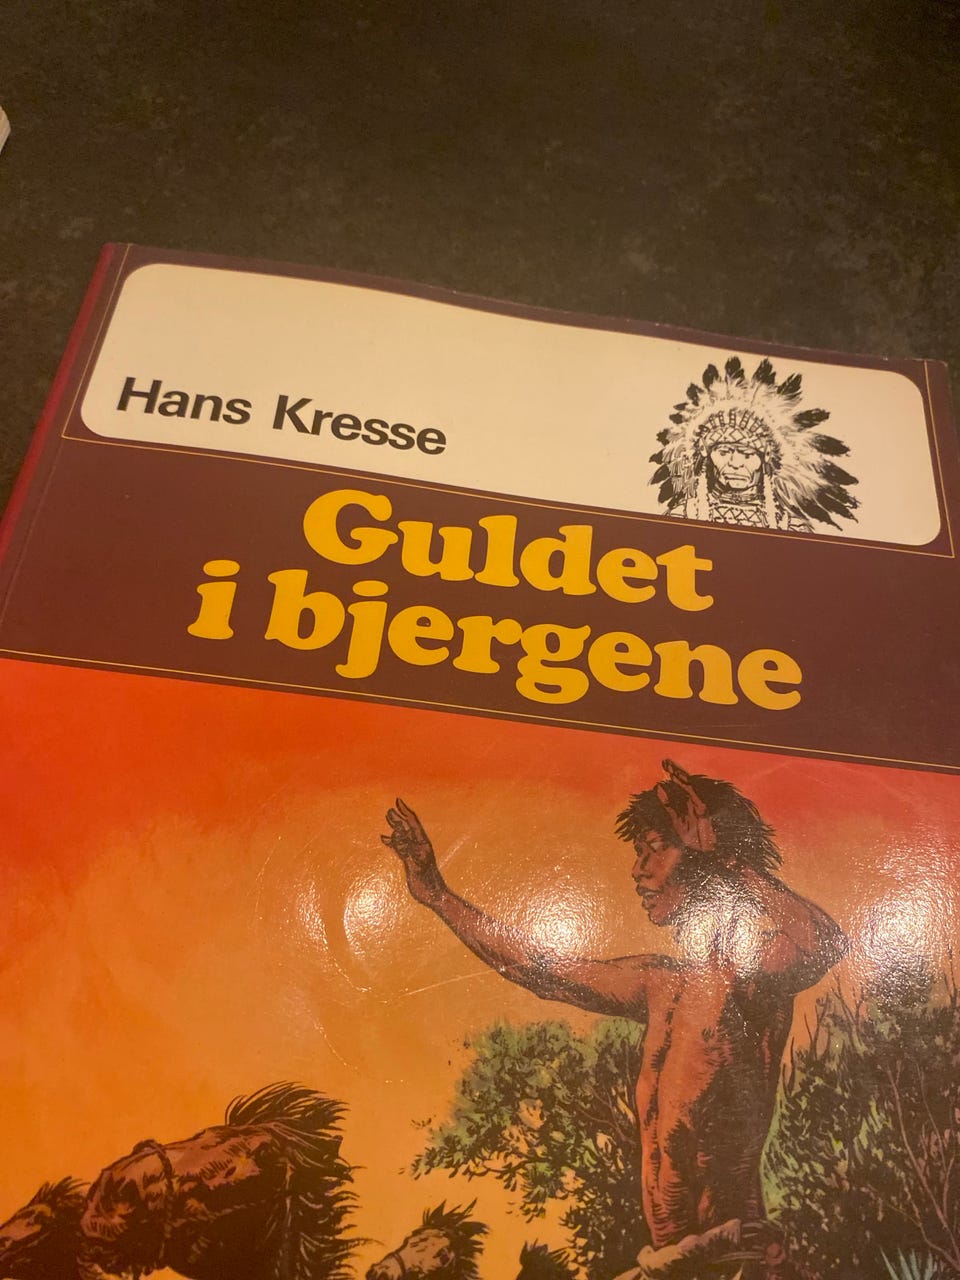 Hans Kresse
Guldet
i bjergene